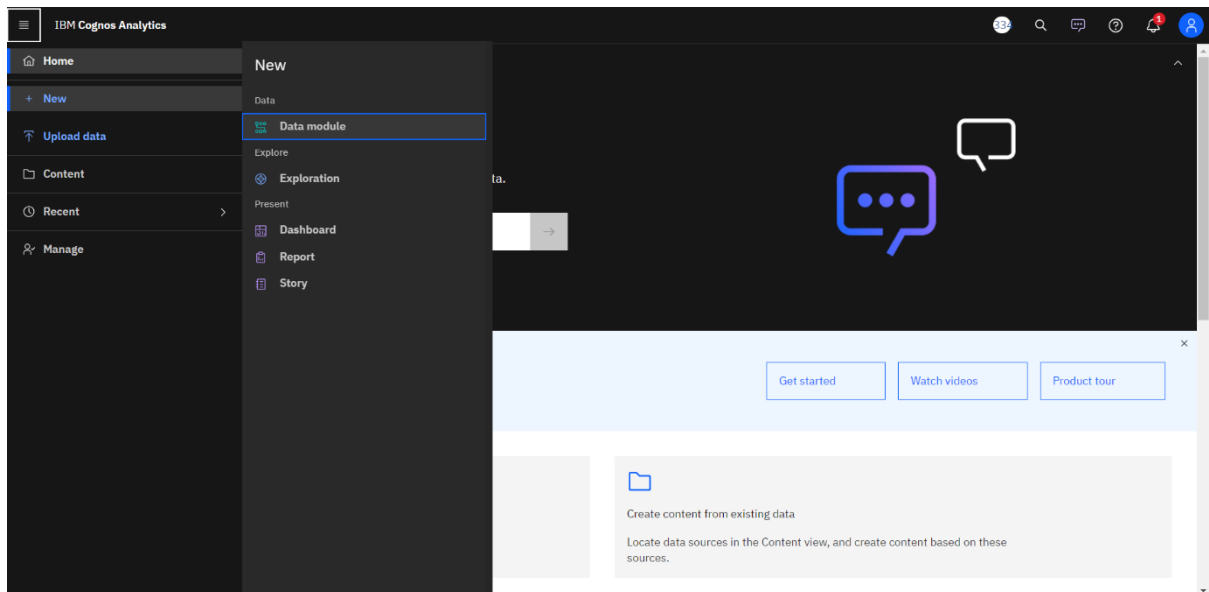 IBM Cognos Analytics
334
1
Home
New
Upload data
Content
Recent
Manage
New
Data
Data module
Explore
Exploration
Present
Dashboard
Report
Story
ta.
Get started
Watch videos
Product tour
Create content from existing data
Locate data sources in the Content view, and create content based on these
sources.